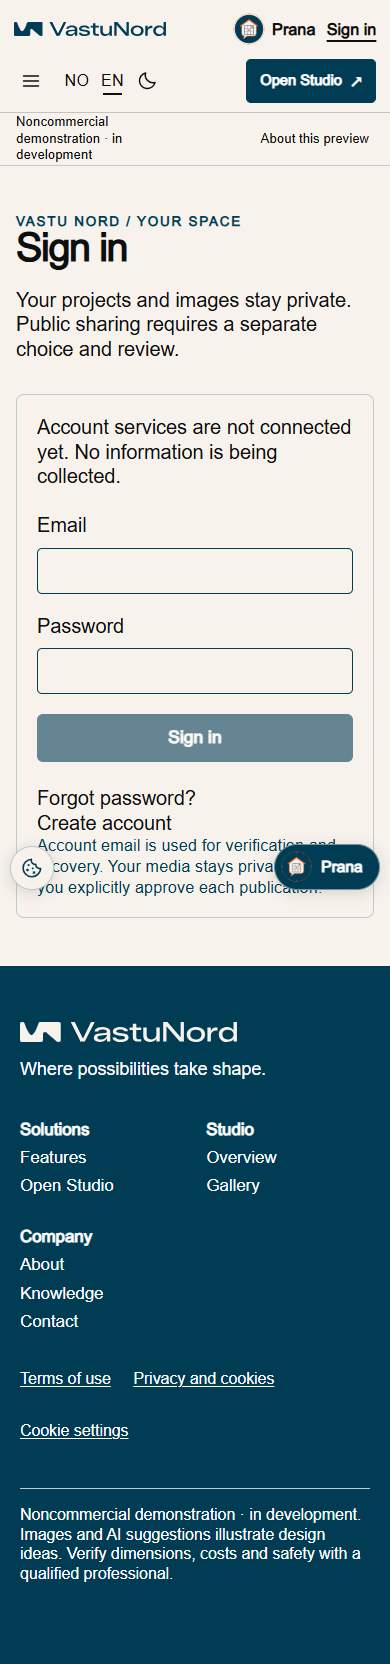 VastuNord
Prana Sign in
NO EN
Open Studio ↗
Noncommercial
demonstration · in
development
About this preview
VASTU NORD / YOUR SPACE
Sign in
Your projects and images stay private.
Public sharing requires a separate
choice and review.
Account services are not connected
yet. No information is being
collected.
Email
Password
Sign in
Forgot password?
Create account
Account email is used for verification and
recovery. Your media stays
you explicitly approve each publication.
Prana
VastuNord
Where possibilities take shape.
Solutions
Features
Open Studio
Studio
Overview
Gallery
Company
About
Knowledge
Contact
Terms of use Privacy and cookies
Cookie settings
Noncommercial demonstration · in development.
Images and AI suggestions illustrate design
ideas. Verify dimensions, costs and safety with a
qualified professional.